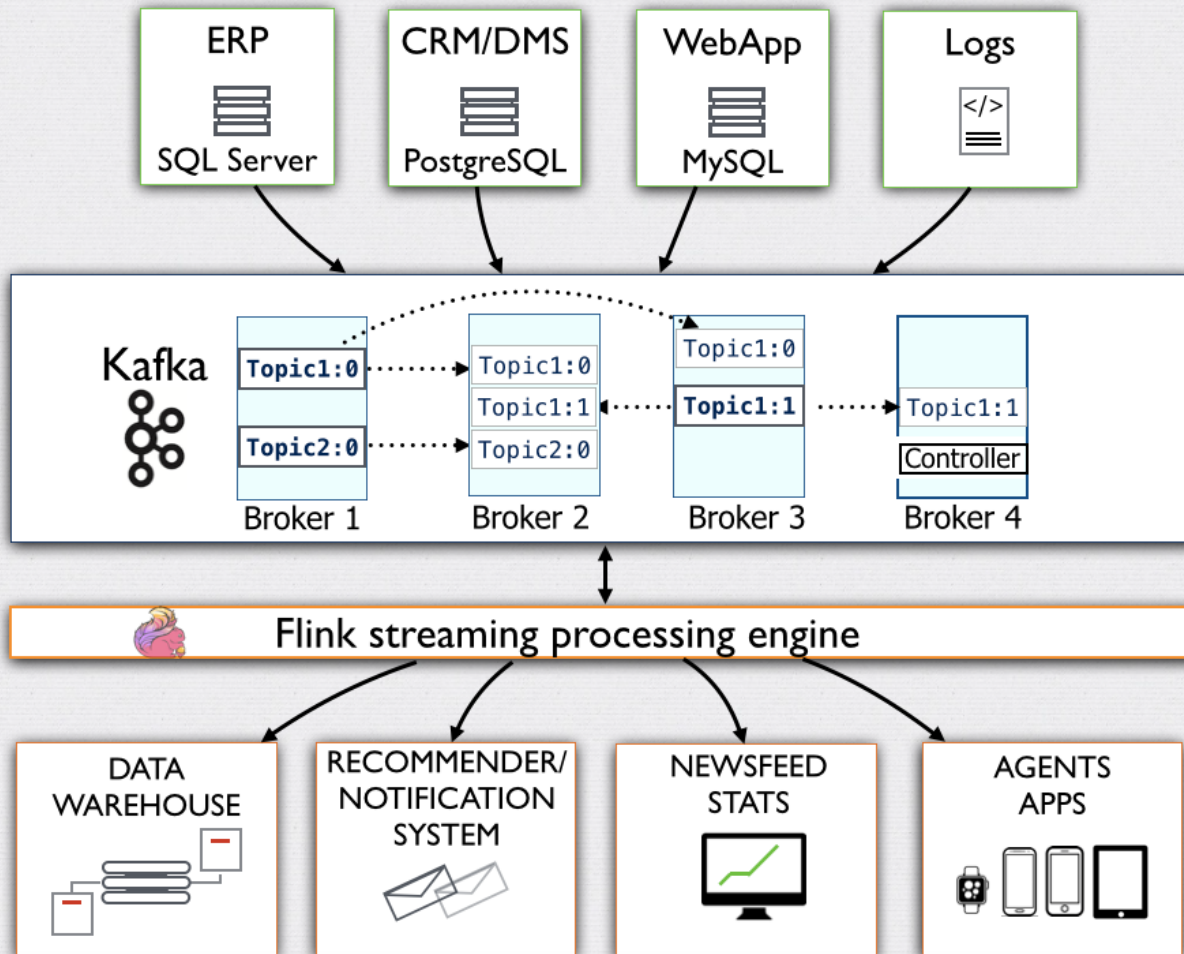 ERP
SQL Server
CRM/DMS
PostgreSQL
WebApp
MySQL
Logs
</>
Kafka
Topic1:0
Topic2:0
Broker 1
Topic1:0
Topic1:1
Topic2:0
Broker 2
Topic1:0
Topic1:1
Broker 3
Topic1:1
Controller
Broker 4
Flink streaming processing engine
DATA
WAREHOUSE
RECOMMENDER/
NOTIFICATION
SYSTEM
NEWSFEED
STATS
AGENTS
APPS